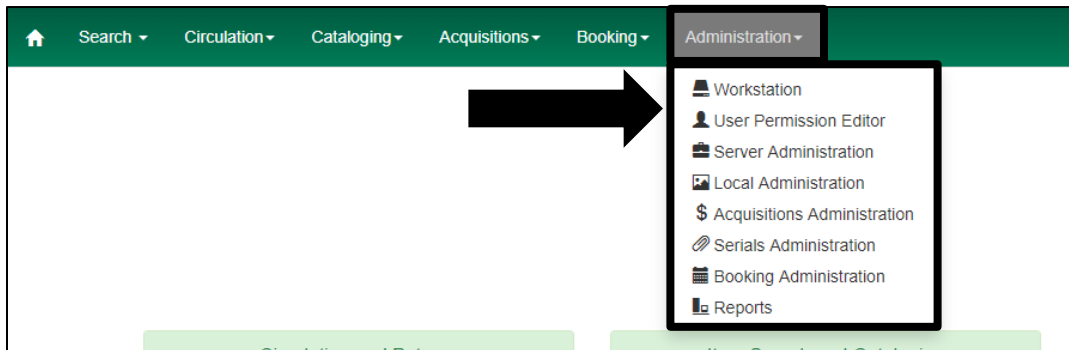 Search Circulation Cataloging Acquisitions Booking Administration
Workstation
User Permission Editor
Server Administration
Local Administration
$ Acquisitions Administration
Serials Administration
Booking Administration
Reports